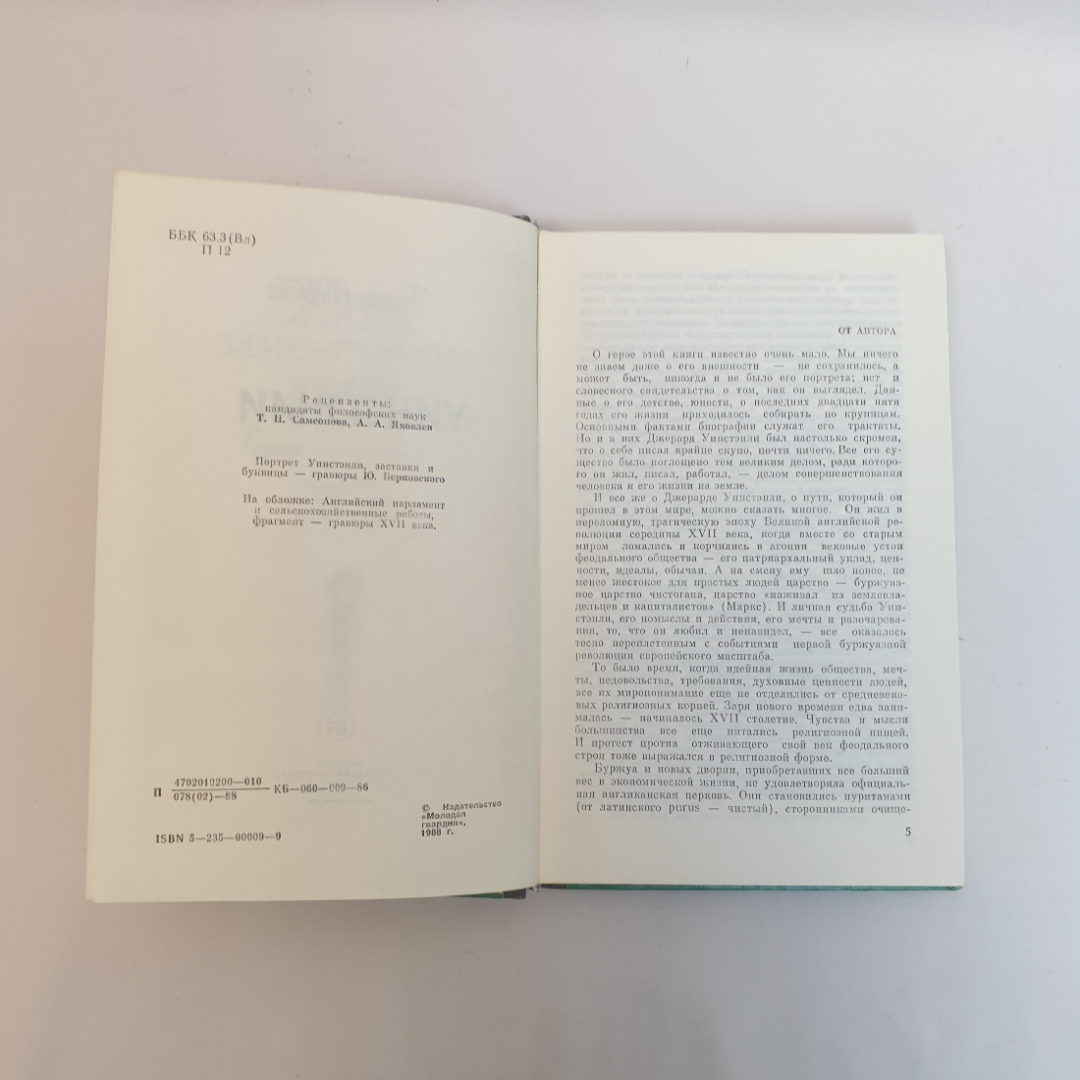 ББК 63.3(Вл)
П 12
Рецензенты:
кандидаты философских наук
Т. П. Самсонова, А. А. Яковлев
Портрет Уинстэнли, заставки и
буквицы — гравюры Ю. Берковского
На обложке: Английский парламент
и сельскохозяйственные работы,
фрагмент — гравюры XVII века.
П 4702010200—010
078(02)—88
КБ—060—009—86
ISBN 5—235—00009—9
© Издательство
«Молодая
гвардия»,
1988 г.
ОТ АВТОРА
О герое этой книги известно очень мало. Мы ничего
не знаем даже о его внешности — не сохранилось, а
может быть, никогда и не было его портрета; нет и
словесного свидетельства о том, как он выглядел. Дан-
ные о его детстве, юности, о последних двадцати пяти
годах его жизни приходилось собирать по крупицам.
Основными фактами биографии служат его трактаты.
Но и в них Джерард Уинстэнли был настолько скромен,
что о себе писал крайне скупо, почти ничего. Все его су-
щество было поглощено тем великим делом, ради которо-
го он жил, писал, работал, — делом совершенствования
человека и его жизни на земле.
И все же о Джерарде Уинстэнли, о пути, который он
прошел в этом мире, можно сказать многое. Он жил в
переломную, трагическую эпоху Великой английской ре-
волюции середины XVII века, когда вместе со старым
миром ломались и корчились в агонии вековые устои
феодального общества — его патриархальный уклад, цен-
ности, идеалы, обычаи. А на смену ему шло новое, не
менее жестокое для простых людей царство — буржуаз-
ное царство чистогана, царство «наживал из землевла-
дельцев и капиталистов» (Маркс). И личная судьба Уин-
стэнли, его помыслы и действия, его мечты и разочарова-
ния, то, что он любил и ненавидел, — все оказалось
тесно переплетенным с событиями первой буржуазной
революции европейского масштаба.
То было время, когда идейная жизнь общества, меч-
ты, недовольства, требования, духовные ценности людей,
все их миропонимание еще не отделились от средневеко-
вых религиозных корней. Заря нового времени едва зани-
малась — начиналось XVII столетие. Чувства и мысли
большинства все еще питались религиозной пищей.
И протест против отживающего свой век феодального
строя тоже выражался в религиозной форме.
Буржуа и новых дворян, приобретавших все больший
вес в экономической жизни, не удовлетворяла официаль-
ная англиканская церковь. Они становились пуританами
(от латинского purus — чистый), сторонниками очище-
5